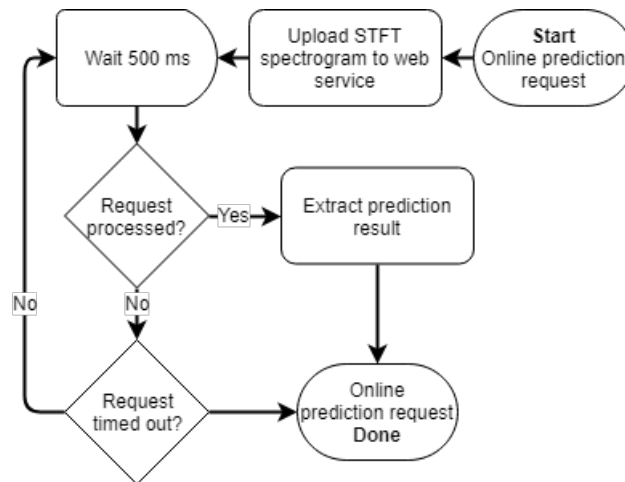 Start
Online prediction
request
Upload STFT
spectrogram to web
service
Wait 500 ms
Request
processed?
Yes
Extract prediction
result
No
No
Request
timed out?
Online
prediction request
Done